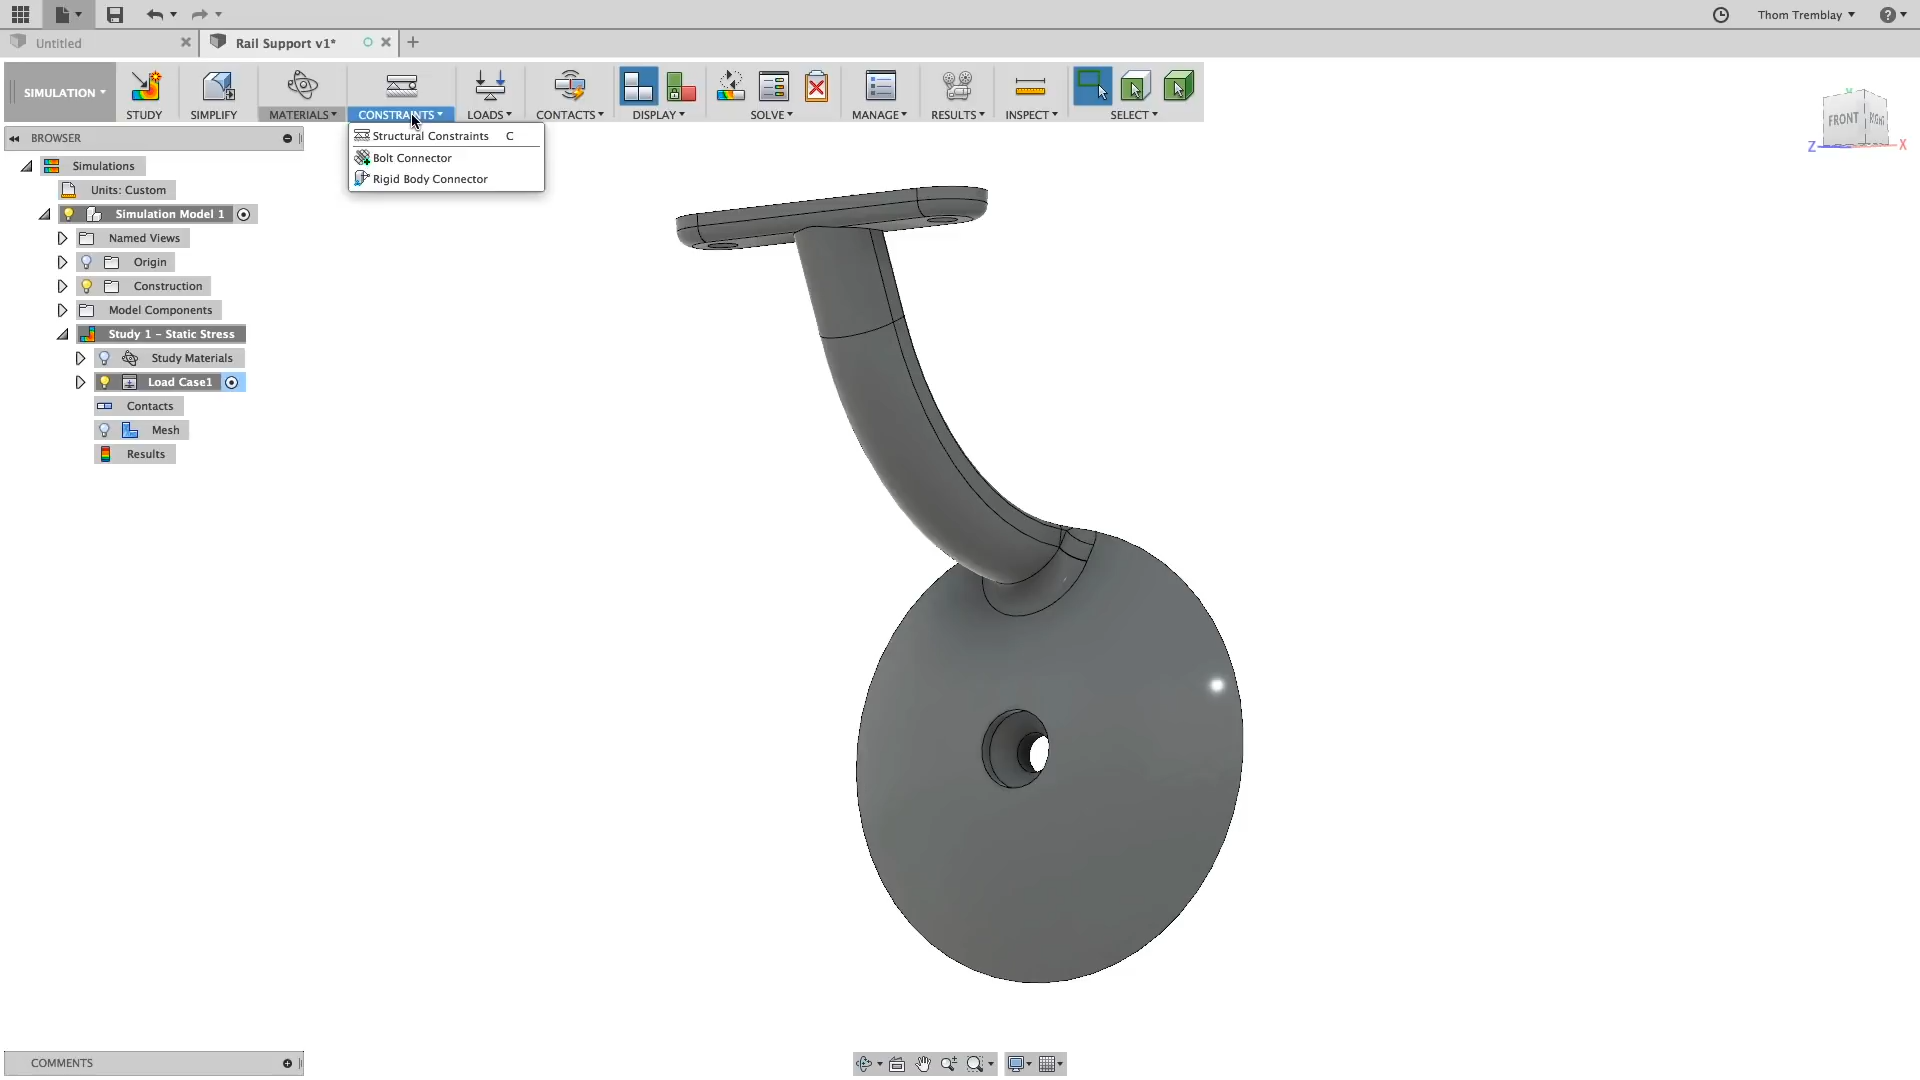 Thom Tremblay
Untitled
Rail Support v1*
SIMULATION
STUDY
SIMPLIFY
MATERIALS
CONSTRAINTS
LOADS
CONTACTS
DISPLAY
SOLVE
MANAGE
RESULTS
INSPECT
SELECT
Structural Constraints C
Bolt Connector
Rigid Body Connector
FRONT
RIGHT
Z
X
BROWSER
Simulations
Units: Custom
Simulation Model 1
Named Views
Origin
Construction
Model Components
Study 1 - Static Stress
Study Materials
Load Case1
Contacts
Mesh
Results
COMMENTS